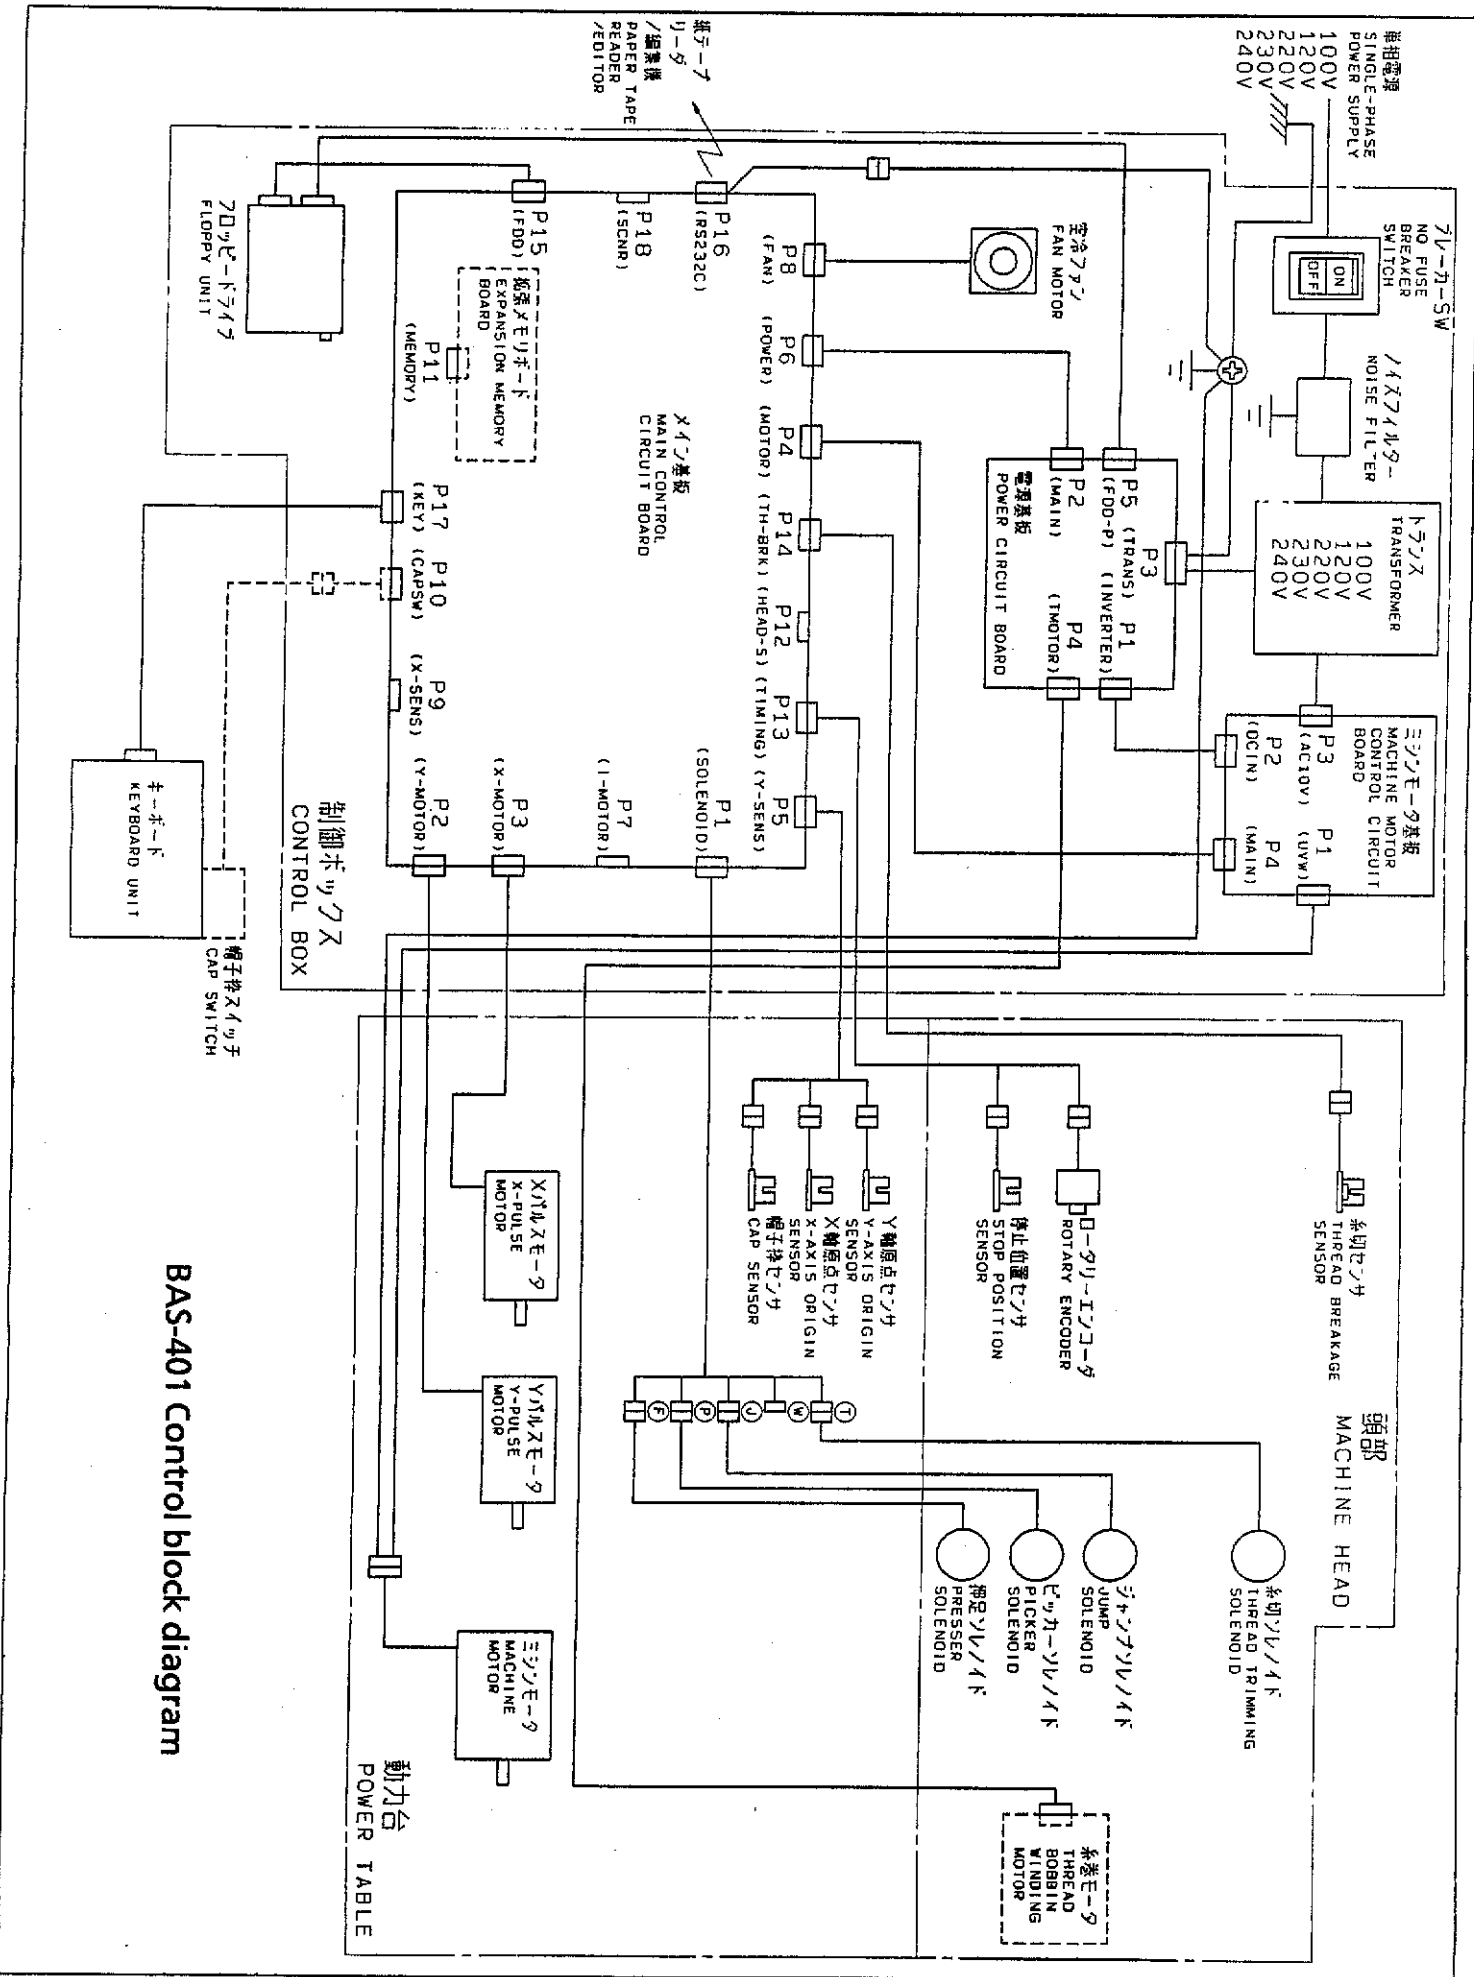 単相電源
SINGLE-PHASE
POWER SUPPLY
100V
120V
220V
230V
240V
ブレーカーSW
NO FUSE
BREAKER
SWITCH
ON
OFF
ノイズフィルター
NOISE FILTER
トランス
TRANSFORMER
100V
120V
220V
230V
240V
ミシンモータ基板
MACHINE MOTOR
CONTROL CIRCUIT
BOARD
P3
(AC10V)
P1
(UVW)
P2
(DCIN)
P4
(MAIN)
P3
(TRANS)
P5
(FDD-P)
P1
(INVERTER)
P2
(MAIN)
P4
(TMOTOR)
電源基板
POWER CIRCUIT BOARD
空冷ファン
FAN MOTOR
紙テープ
リーダ
/編集機
PAPER TAPE
READER
/EDITOR
P8
(FAN)
P6
(POWER)
P4
(MOTOR)
P14
(TH-BRK)
P12
(HEAD-S)
P13
(TIMING)
P5
(Y-SENS)
P16
(RS232C)
P18
(SCNR)
P15
(FDD)
メイン基板
MAIN CONTROL
CIRCUIT BOARD
拡張メモリボード
EXPANSION MEMORY
BOARD
P11
(MEMORY)
P1
(SOLENOID)
P7
(I-MOTOR)
P3
(X-MOTOR)
P2
(Y-MOTOR)
P17
(KEY)
P10
(CAPSW)
P9
(X-SENS)
フロッピードライブ
FLOPPY UNIT
キーボード
KEYBOARD UNIT
帽子枠スイッチ
CAP SWITCH
制御ボックス
CONTROL BOX
糸切センサ
THREAD BREAKAGE
SENSOR
頭部
MACHINE HEAD
ロータリーエンコーダ
ROTARY ENCODER
停止位置センサ
STOP POSITION
SENSOR
Y軸原点センサ
Y-AXIS ORIGIN
SENSOR
X軸原点センサ
X-AXIS ORIGIN
SENSOR
帽子枠センサ
CAP SENSOR
T
W
J
P
F
糸切ソレノイド
THREAD TRIMMING
SOLENOID
ジャンプソレノイド
JUMP
SOLENOID
ピッカーソレノイド
PICKER
SOLENOID
押足ソレノイド
PRESSER
SOLENOID
Xパルスモータ
X-PULSE
MOTOR
Yパルスモータ
Y-PULSE
MOTOR
ミシンモータ
MACHINE
MOTOR
糸巻モータ
THREAD
BOBBIN
WINDING
MOTOR
動力台
POWER TABLE
BAS-401 Control block diagram